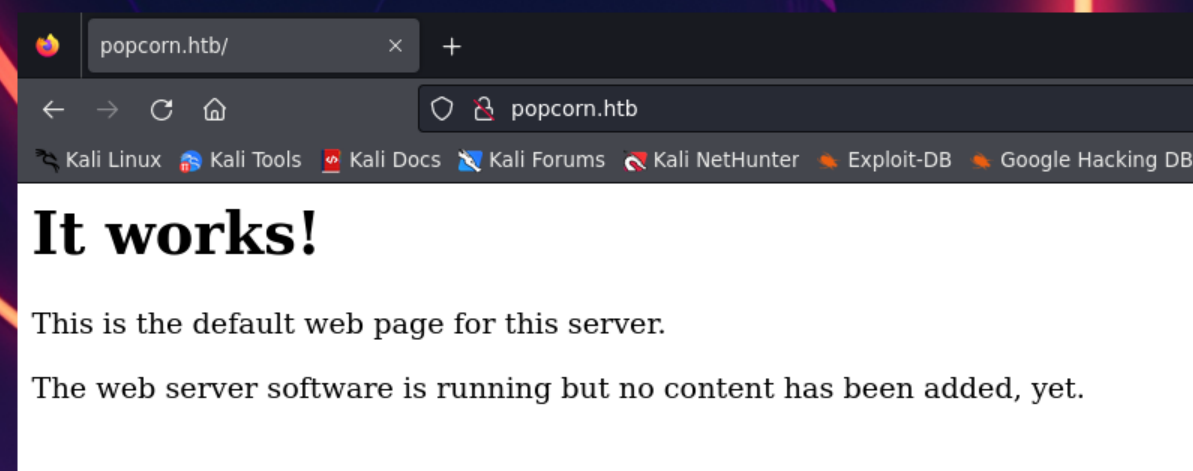 popcorn.htb/
popcorn.htb
Kali Linux Kali Tools Kali Docs Kali Forums Kali NetHunter Exploit-DB Google Hacking DB
It works!
This is the default web page for this server.
The web server software is running but no content has been added, yet.